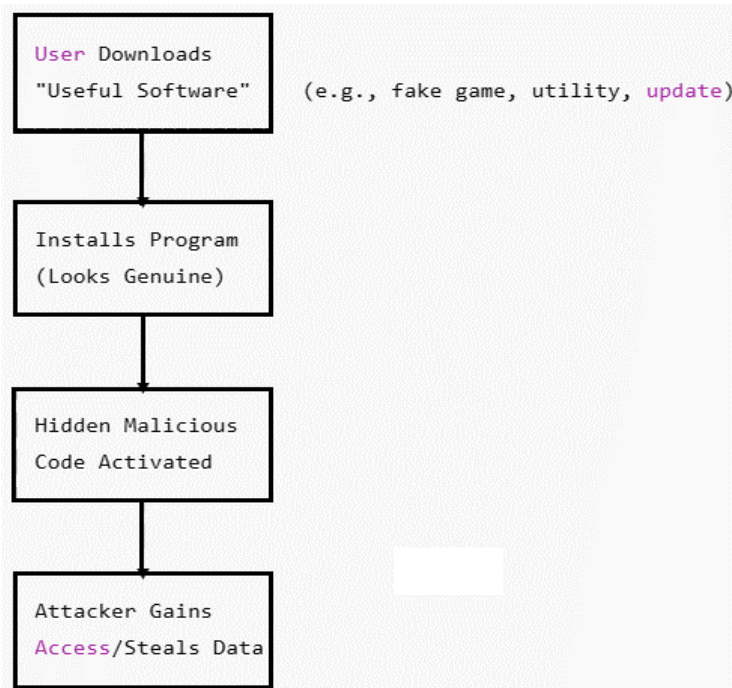 User Downloads
"Useful Software" (e.g., fake game, utility, update)
Installs Program
(Looks Genuine)
Hidden Malicious
Code Activated
Attacker Gains
Access/Steals Data